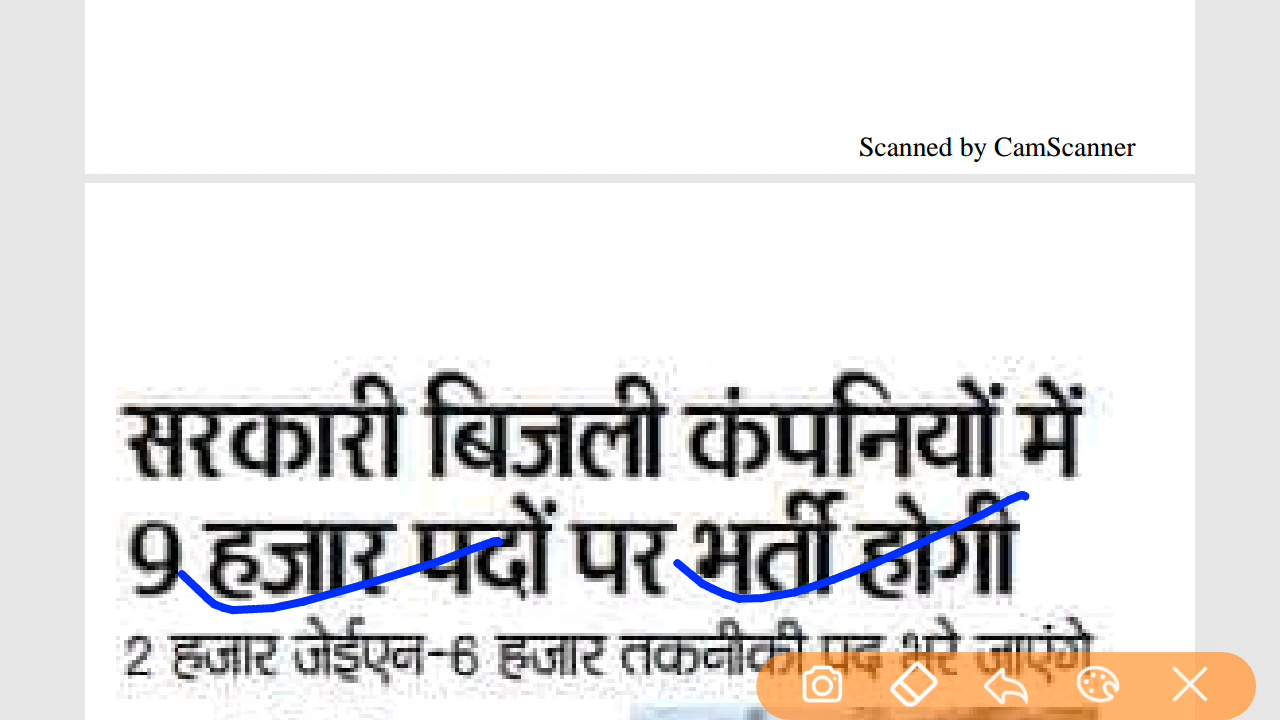 Scanned by CamScanner
सरकारी बिजली कंपनियों में
9 हजार पदों पर भर्ती होगी
2 हजार जेईएन-6 हजार तकनीकी पद भरे जाएंगे